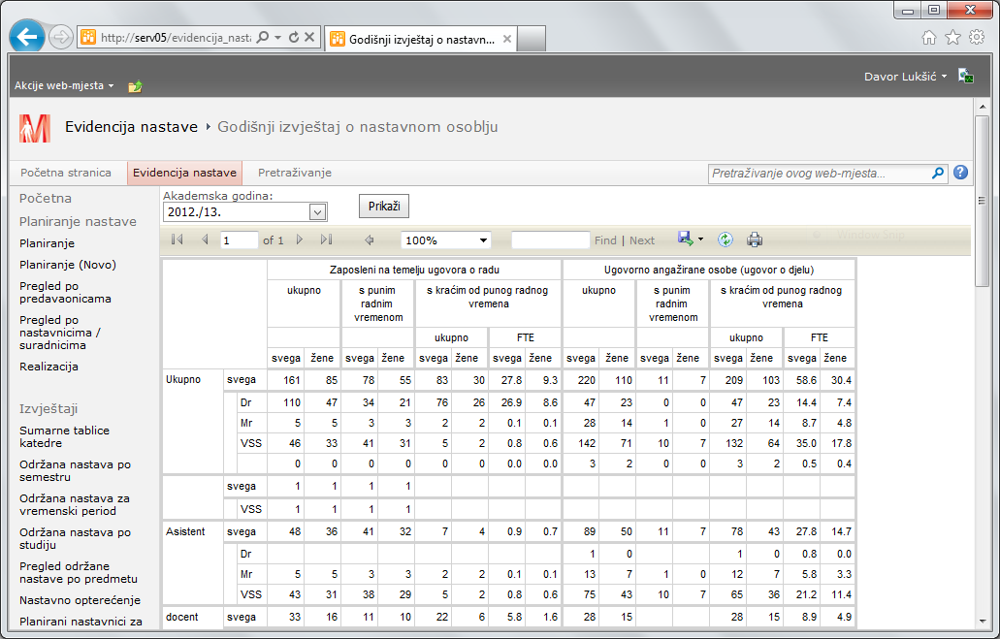 http://serv05/evidencija_nasta
Godišnji izvještaj o nastavn...
Akcije web-mjesta
Davor Lukšić
M
Evidencija nastave Godišnji izvještaj o nastavnom osoblju
Početna stranica Evidencija nastave Pretraživanje
Pretraživanje ovog web-mjesta...
Početna
Planiranje nastave
Planiranje
Planiranje (Novo)
Pregled po
predavaonicama
Pregled po
nastavnicima /
suradnicima
Realizacija
Izvještaji
Sumarne tablice
katedre
Održana nastava po
semestru
Održana nastava za
vremenski period
Održana nastava po
studiju
Pregled održane
nastave po predmetu
Nastavno opterećenje
Planirani nastavnici za
Akademska godina:
2012./13. Prikaži
1 of 1 100% Find | Next
Zaposleni na temelju ugovora o radu Ugovorno angažirane osobe (ugovor o djelu)
ukupno s punim radnim vremenom s kraćim od punog radnog vremena ukupno s punim radnim vremenom s kraćim od punog radnog vremena
ukupno FTE ukupno FTE
svega žene svega žene svega žene svega žene svega žene svega žene svega žene svega žene
Ukupno svega 161 85 78 55 83 30 27.8 9.3 220 110 11 7 209 103 58.6 30.4
Dr 110 47 34 21 76 26 26.9 8.6 47 23 0 0 47 23 14.4 7.4
Mr 5 5 3 3 2 2 0.1 0.1 28 14 1 0 27 14 8.7 4.8
VSS 46 33 41 31 5 2 0.8 0.6 142 71 10 7 132 64 35.0 17.8
0 0 0 0 0 0 0.0 0.0 3 2 0 0 3 2 0.5 0.4
svega 1 1 1 1
VSS 1 1 1 1
Asistent svega 48 36 41 32 7 4 0.9 0.7 89 50 11 7 78 43 27.8 14.7
Dr 1 0 1 0 0.8 0.0
Mr 5 5 3 3 2 2 0.1 0.1 13 7 1 0 12 7 5.8 3.3
VSS 43 31 38 29 5 2 0.8 0.6 75 43 10 7 65 36 21.2 11.4
docent svega 33 16 11 10 22 6 5.8 1.6 28 15 28 15 8.9 4.9